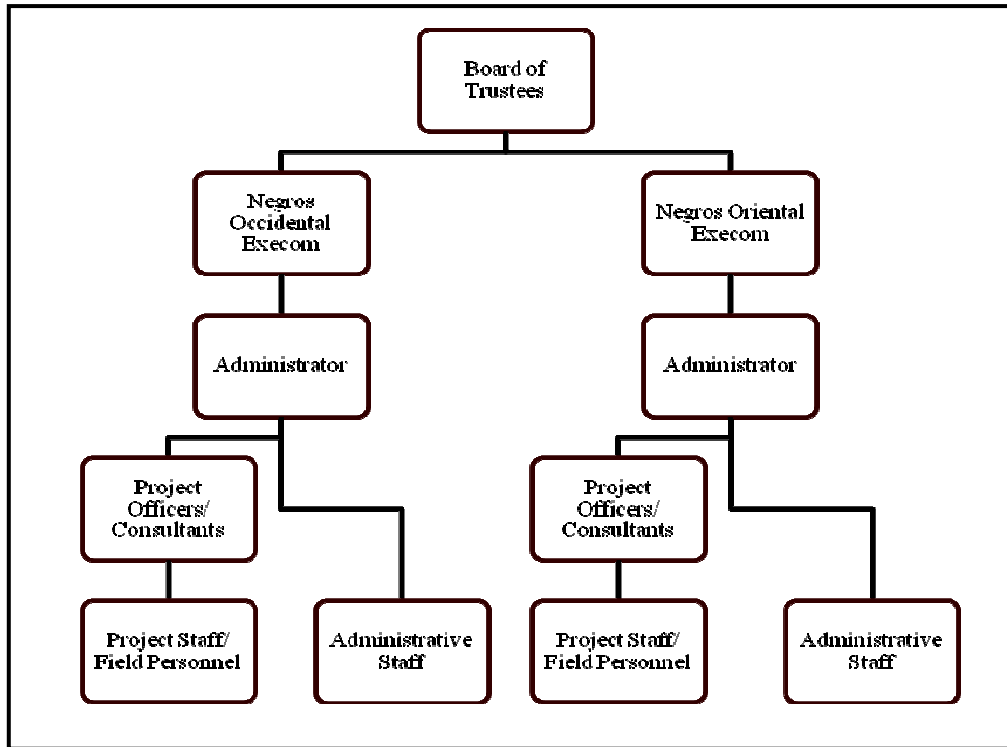 Board of
Trustees
Negros
Occidental
Execom
Negros Oriental
Execom
Administrator
Administrator
Project
Officers/
Consultants
Project
Officers/
Consultants
Project Staff/
Field Personnel
Administrative
Staff
Project Staff/
Field Personnel
Administrative
Staff